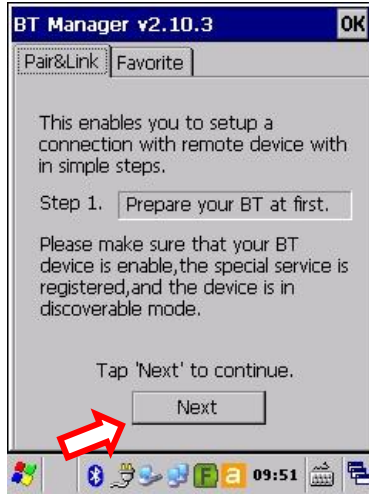 BT Manager v2.10.3 OK
Pair&Link Favorite
This enables you to setup a
connection with remote device with
in simple steps.
Step 1. Prepare your BT at first.
Please make sure that your BT
device is enable,the special service is
registered,and the device is in
discoverable mode.
Tap 'Next' to continue.
Next
F a 09:51